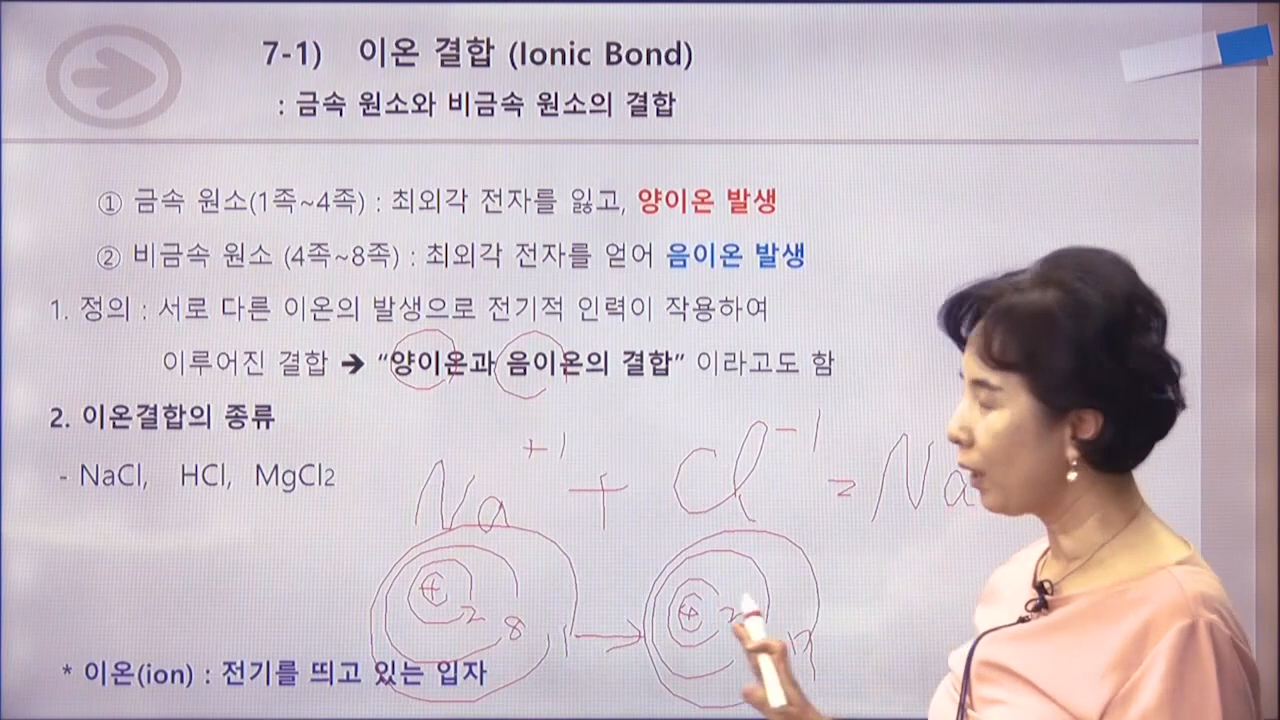 7-1) 이온 결합 (Ionic Bond)
: 금속 원소와 비금속 원소의 결합
① 금속 원소(1족~4족) : 최외각 전자를 잃고, 양이온 발생
② 비금속 원소 (4족~8족) : 최외각 전자를 얻어 음이온 발생
1. 정의 : 서로 다른 이온의 발생으로 전기적 인력이 작용하여
이루어진 결합 ➔ “양이온과 음이온의 결합” 이라고도 함
2. 이온결합의 종류
- NaCl, HCl, MgCl2
Na +1 + Cl -1 = Na
+ 2 8 1 → + 2
* 이온(ion) : 전기를 띄고 있는 입자